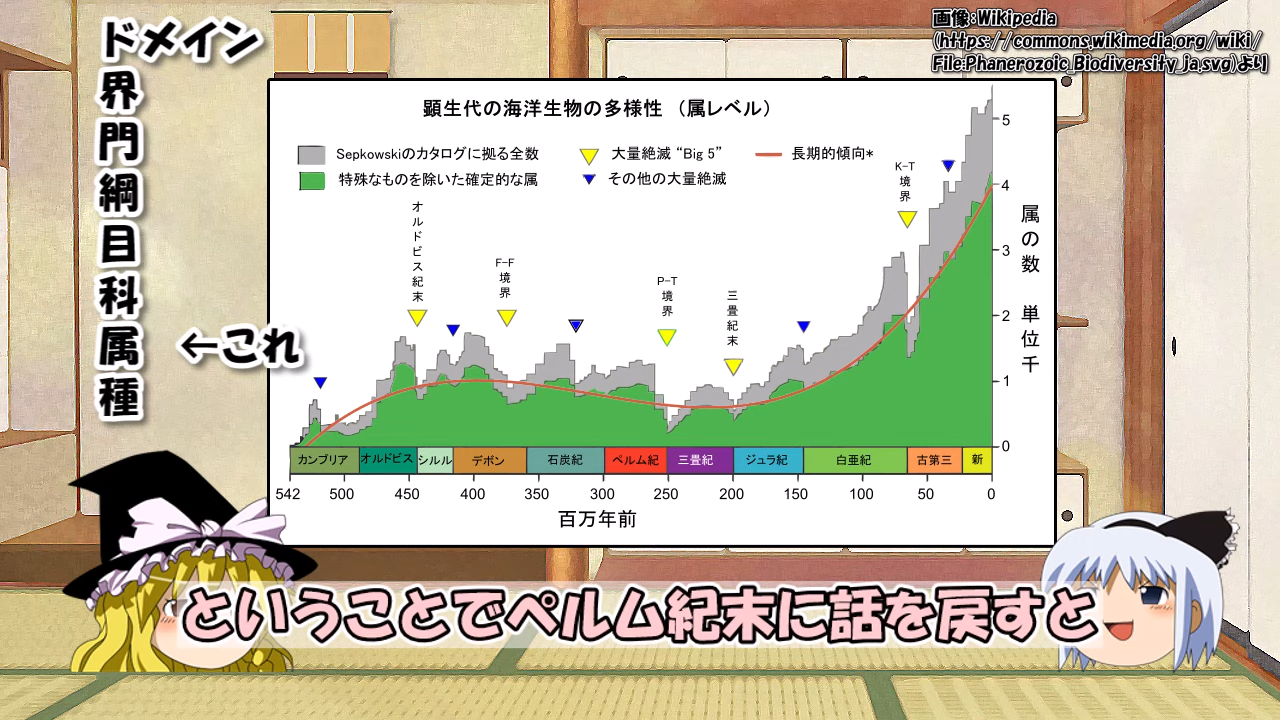 ドメイン
界
門
綱
目
科
属
種
←これ
画像:Wikipedia
(https://commons.wikimedia.org/wiki/
File:Phanerozoic_Biodiversity_ja.svg)より
顕生代の海洋生物の多様性 （属レベル）
Sepkowskiのカタログに拠る全数
大量絶滅 “Big 5”
長期的傾向*
特殊なものを除いた確定的な属
その他の大量絶滅
オルドビス紀末
F-F境界
P-T境界
三畳紀末
K-T境界
5
4
3
2
1
0
属の数 単位千
カンブリア
オルドビス
シルル
デボン
石炭紀
ペルム紀
三畳紀
ジュラ紀
白亜紀
古第三
新
542 500 450 400 350 300 250 200 150 100 50 0
百万年前
ということでペルム紀末に話を戻すと